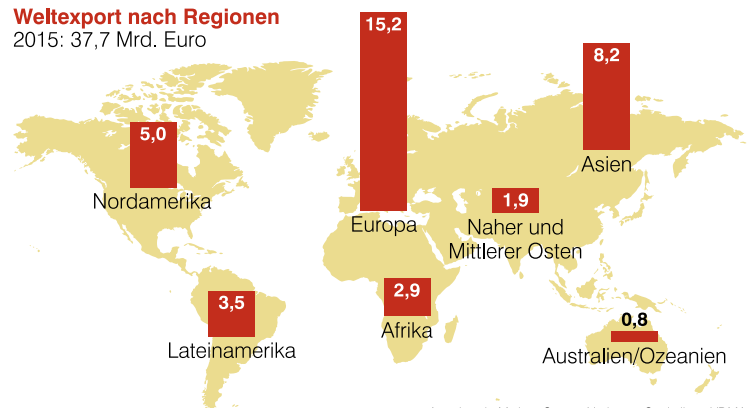 Weltexport nach Regionen
2015: 37,7 Mrd. Euro
15,2
Europa
8,2
Asien
5,0
Nordamerika
1,9
Naher und
Mittlerer Osten
3,5
Lateinamerika
2,9
Afrika
0,8
Australien/Ozeanien